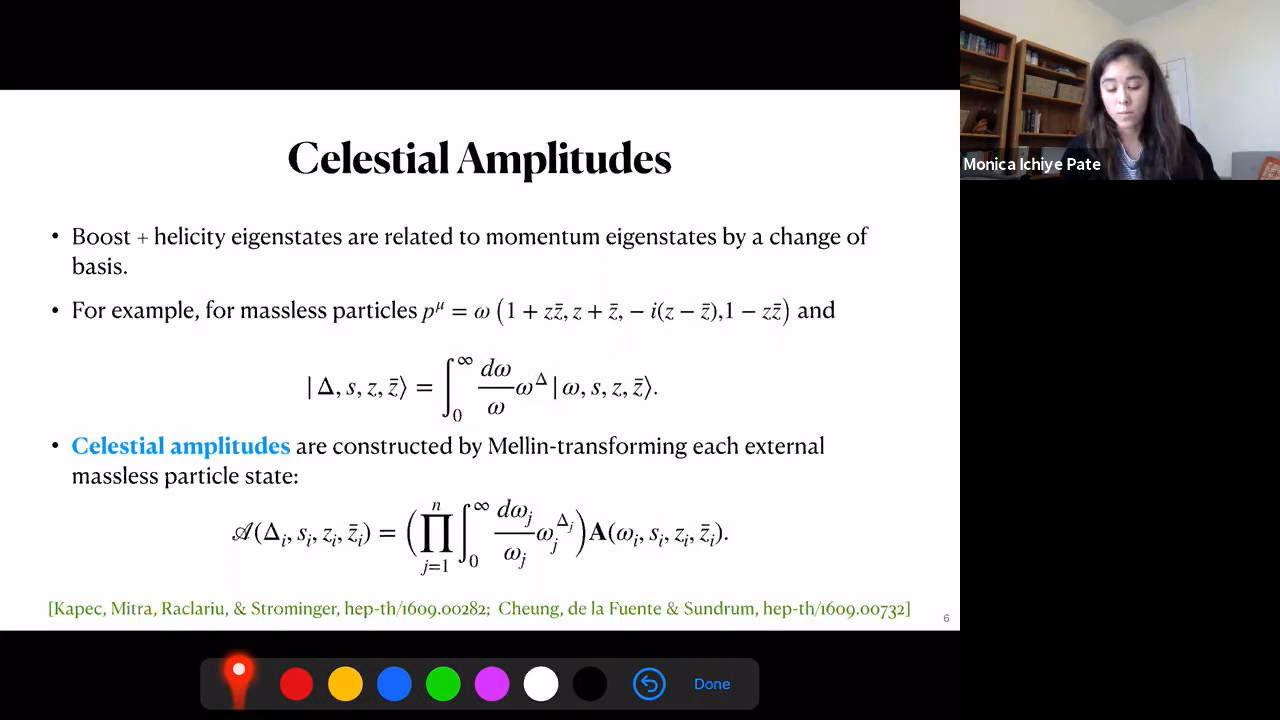 Celestial Amplitudes
• Boost + helicity eigenstates are related to momentum eigenstates by a change of
basis.
• For example, for massless particles p^μ = ω (1 + zz̄, z + z̄, − i(z − z̄),1 − zz̄) and
| Δ, s, z, z̄⟩ = ∫_0^∞ dω/ω ω^Δ | ω, s, z, z̄⟩.
• Celestial amplitudes are constructed by Mellin-transforming each external
massless particle state:
𝒜(Δ_i, s_i, z_i, z̄_i) = (∏_{j=1}^n ∫_0^∞ dω_j/ω_j ω_j^{Δ_j}) A(ω_i, s_i, z_i, z̄_i).
[Kapec, Mitra, Raclariu, & Strominger, hep-th/1609.00282; Cheung, de la Fuente & Sundrum, hep-th/1609.00732]
6
Monica Ichiye Pate
Done